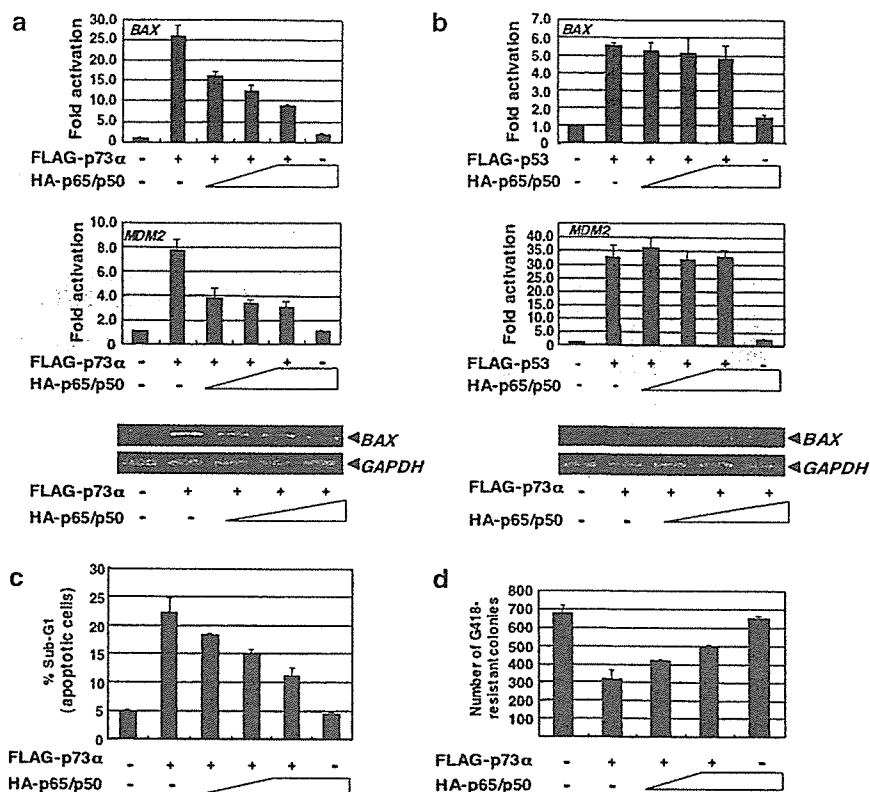 a
BAX
Fold activation
30.0
25.0
20.0
15.0
10.0
5.0
0
FLAG-p73α - + + + + -
HA-p65/p50 - -
MDM2
Fold activation
8.0
6.0
4.0
2.0
0
FLAG-p73α - + + + + -
HA-p65/p50 - -
BAX
GAPDH
FLAG-p73α - + + + +
HA-p65/p50 - -
b
BAX
Fold activation
7.0
6.0
5.0
4.0
3.0
2.0
1.0
0
FLAG-p53 - + + + + -
HA-p65/p50 - -
MDM2
Fold activation
40.0
35.0
30.0
25.0
20.0
15.0
10.0
5.0
0
FLAG-p53 - + + + + -
HA-p65/p50 - -
BAX
GAPDH
FLAG-p73α - + + + +
HA-p65/p50 - -
c
% Sub-G1
(apoptotic cells)
30
25
20
15
10
5
0
FLAG-p73α - + + + + -
HA-p65/p50 - -
d
Number of G418-
resistant colonies
800
700
600
500
400
300
200
100
FLAG-p73α - + + + -
HA-p65/p50 - -